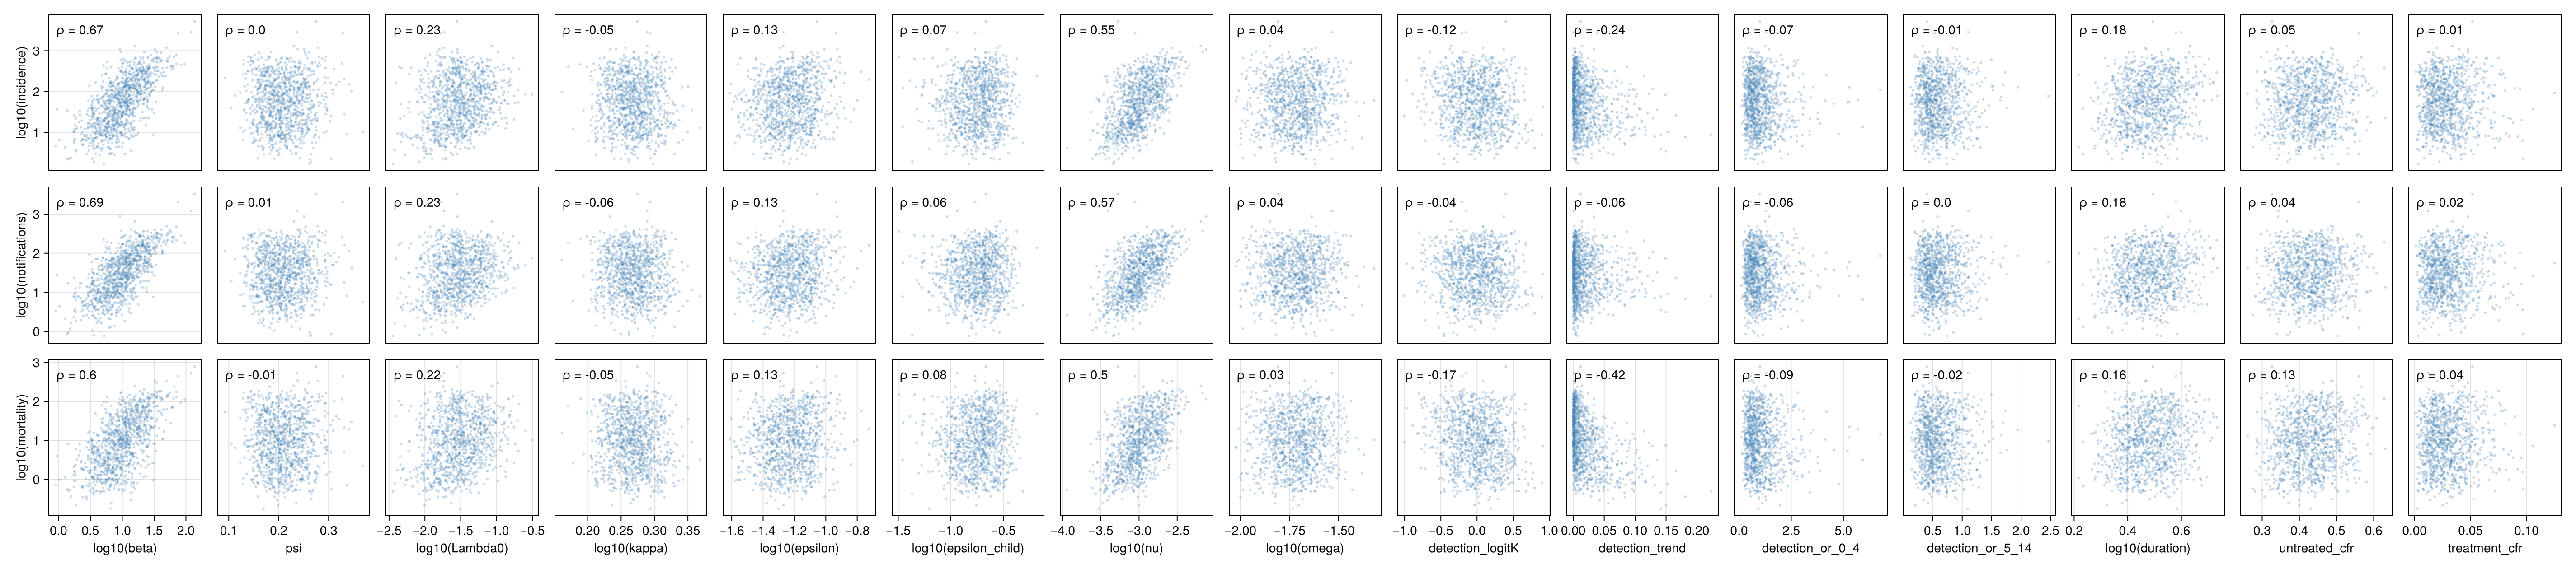 ρ = 0.67 ρ = 0.0 ρ = 0.23 ρ = -0.05 ρ = 0.13 ρ = 0.07 ρ = 0.55 ρ = 0.04 ρ = -0.12 ρ = -0.24 ρ = -0.07 ρ = -0.01 ρ = 0.18 ρ = 0.05 ρ = 0.01
log10(incidence)
3
2
1
ρ = 0.69 ρ = 0.01 ρ = 0.23 ρ = -0.06 ρ = 0.13 ρ = 0.06 ρ = 0.57 ρ = 0.04 ρ = -0.04 ρ = -0.06 ρ = -0.06 ρ = 0.0 ρ = 0.18 ρ = 0.04 ρ = 0.02
log10(notifications)
3
2
1
0
ρ = 0.6 ρ = -0.01 ρ = 0.22 ρ = -0.05 ρ = 0.13 ρ = 0.08 ρ = 0.5 ρ = 0.03 ρ = -0.17 ρ = -0.42 ρ = -0.09 ρ = -0.02 ρ = 0.16 ρ = 0.13 ρ = 0.04
log10(mortality)
3
2
1
0
0.0 0.5 1.0 1.5 2.0 0.1 0.2 0.3 −2.5 −2.0 −1.5 −1.0 −0.5 0.20 0.25 0.30 0.35 −1.6 −1.4 −1.2 −1.0 −0.8 −1.5 −1.0 −0.5 −4.0 −3.5 −3.0 −2.5 −2.00 −1.75 −1.50 −1.0 −0.5 0.0 0.5 1.0 0.00 0.05 0.10 0.15 0.20 0.0 2.5 5.0 0.5 1.0 1.5 2.0 2.5 0.2 0.4 0.6 0.3 0.4 0.5 0.6 0.00 0.05 0.10
log10(beta) psi log10(Lambda0) log10(kappa) log10(epsilon) log10(epsilon_child) log10(nu) log10(omega) detection_logitK detection_trend detection_or_0_4 detection_or_5_14 log10(duration) untreated_cfr treatment_cfr